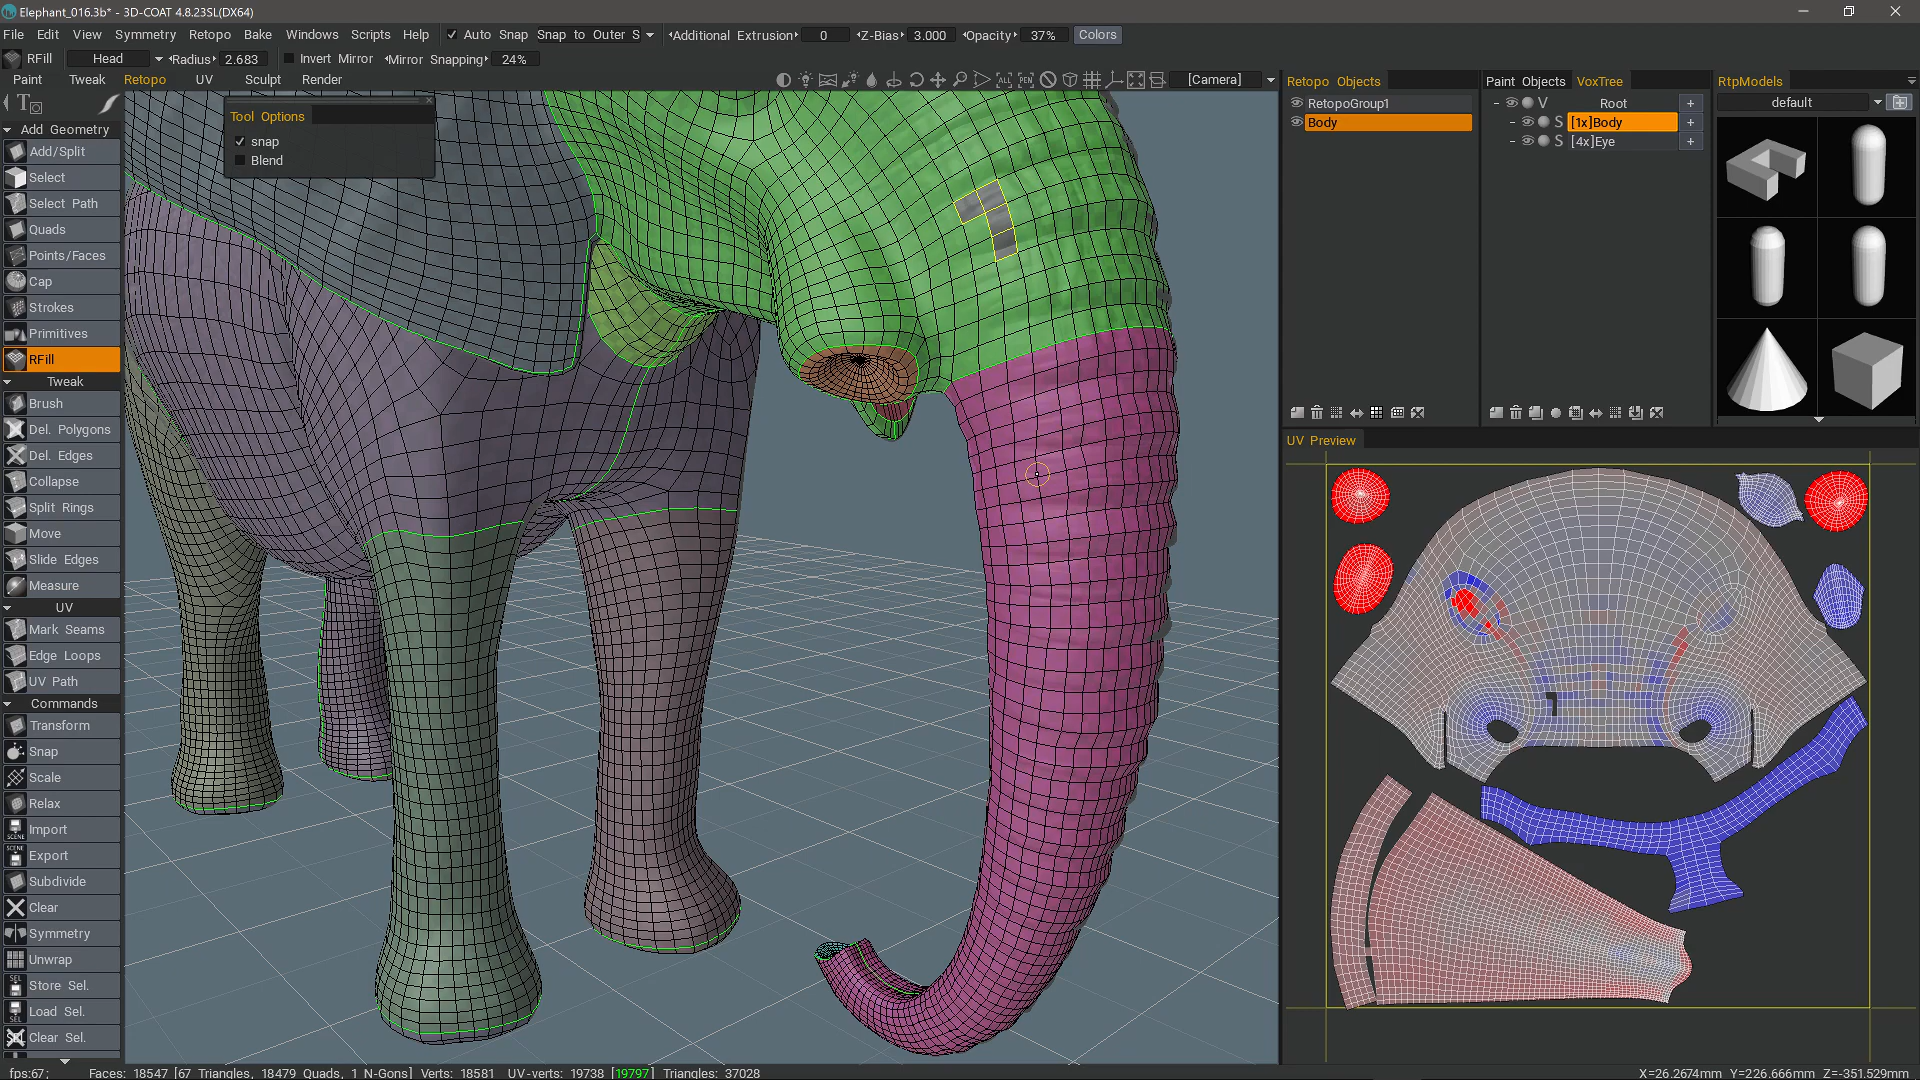 Elephant_016.3b* - 3D-COAT 4.8.23SL(DX64)
File Edit View Symmetry Retopo Bake Windows Scripts Help Auto Snap Snap to Outer S Additional Extrusion 0 Z-Bias 3.000 Opacity 37% Colors
RFill Head Radius 2.683 Invert Mirror Mirror Snapping 24%
Paint Tweak Retopo UV Sculpt Render [Camera]
Tool Options
snap
Blend
Add Geometry
Add/Split
Select
Select Path
Quads
Points/Faces
Cap
Strokes
Primitives
RFill
Tweak
Brush
Del. Polygons
Del. Edges
Collapse
Split Rings
Move
Slide Edges
Measure
UV
Mark Seams
Edge Loops
UV Path
Commands
Transform
Snap
Scale
Relax
Import
Export
Subdivide
Clear
Symmetry
Unwrap
Store Sel.
Load Sel.
Clear Sel.
Retopo Objects
RetopoGroup1
Body
Paint Objects VoxTree
V Root +
S [1x]Body +
S [4x]Eye +
RtpModels
default
UV Preview
fps:67; Faces: 18547 [67 Triangles, 18479 Quads, 1 N-Gons] Verts: 18581 UV-verts: 19738 [19797] Triangles: 37028 X=26.2674mm Y=226.666mm Z=-351.529mm